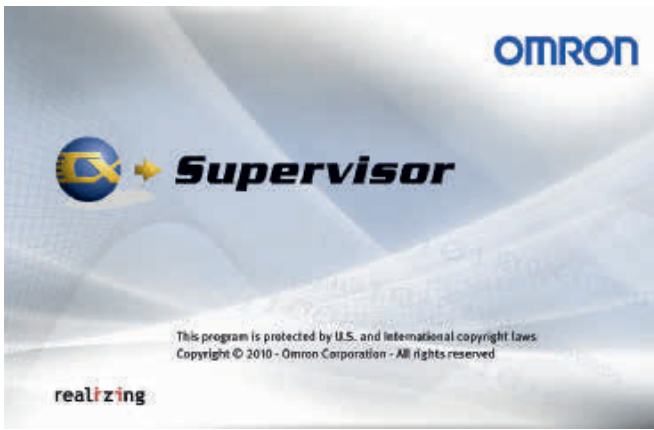 OMRON
CX Supervisor
This program is protected by U.S. and International copyright laws
Copyright © 2010 - Omron Corporation - All rights reserved
realizing